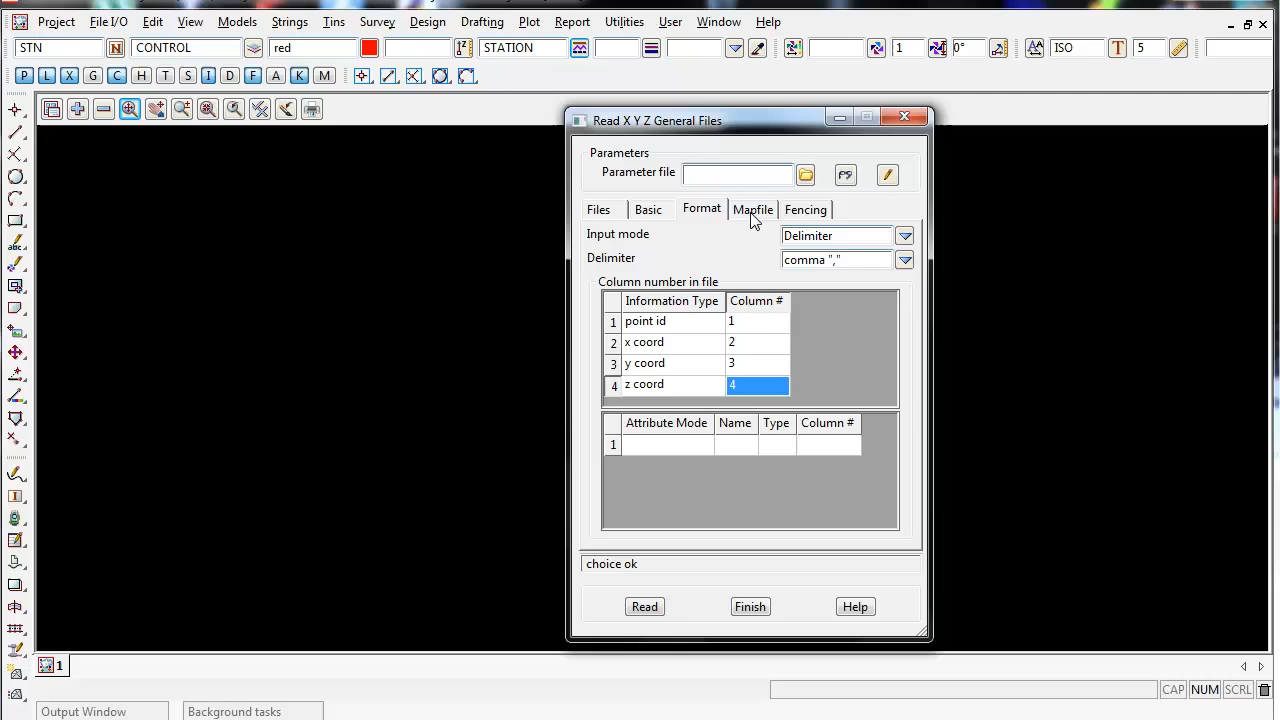 Project File I/O Edit View Models Strings Tins Survey Design Drafting Plot Report Utilities User Window Help
STN N CONTROL red STATION 1 0° ISO T 5
P L X G C H T S I D F A K M
Read X Y Z General Files
Parameters
Parameter file
Files Basic Format Mapfile Fencing
Input mode Delimiter
Delimiter comma ","
Column number in file
Information Type Column #
1 point id 1
2 x coord 2
3 y coord 3
4 z coord 4
Attribute Mode Name Type Column #
1
choice ok
Read Finish Help
1
CAP NUM SCRL
Output Window Background tasks